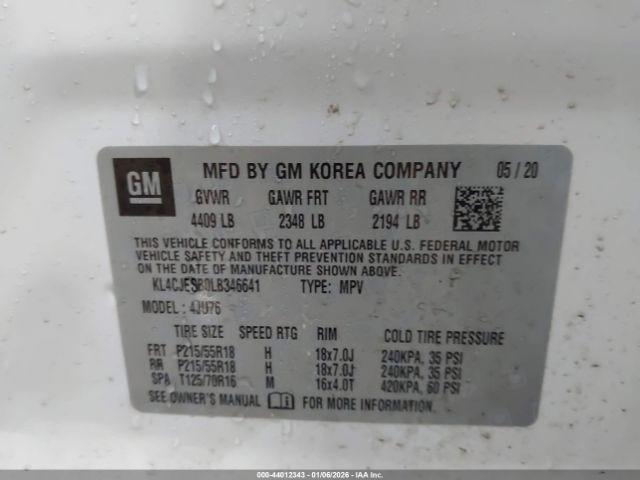 GM MFD BY GM KOREA COMPANY 05/20
GVWR GAWR FRT GAWR RR
4409 LB 2348 LB 2194 LB
THIS VEHICLE CONFORMS TO ALL APPLICABLE U.S. FEDERAL MOTOR
VEHICLE SAFETY AND THEFT PREVENTION STANDARDS IN EFFECT
ON THE DATE OF MANUFACTURE SHOWN ABOVE.
KL4CJESB0LB346641 TYPE: MPV
MODEL: 4JU76
TIRE SIZE SPEED RTG RIM COLD TIRE PRESSURE
FRT P215/55R18 H 18x7.0J 240KPA, 35 PSI
RR P215/55R18 H 18x7.0J 240KPA, 35 PSI
SPA T125/70R16 M 16x4.0T 420KPA, 60 PSI
SEE OWNER'S MANUAL FOR MORE INFORMATION.
000-44012343 - 01/06/2026 - © IAA Inc.